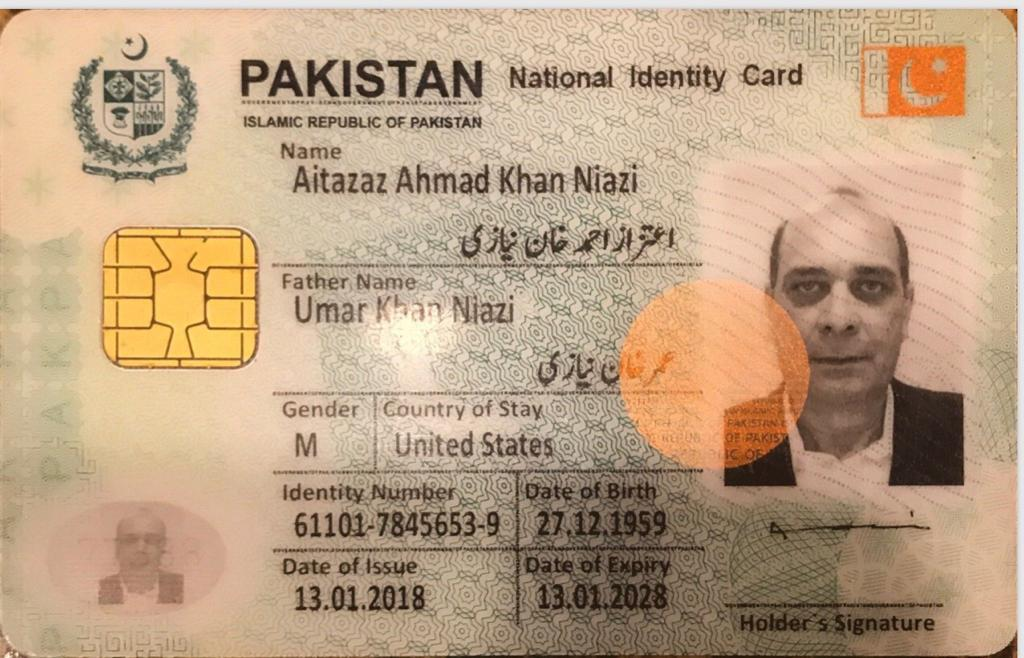 PAKISTAN National Identity Card
ISLAMIC REPUBLIC OF PAKISTAN
Name
Aitazaz Ahmad Khan Niazi
اعتزاز احمد خان نیازی
Father Name
Umar Khan Niazi
عمر خان نیازی
Gender Country of Stay
M United States
Identity Number Date of Birth
61101-7845653-9 27.12.1959
Date of Issue Date of Expiry
13.01.2018 13.01.2028
Holder's Signature